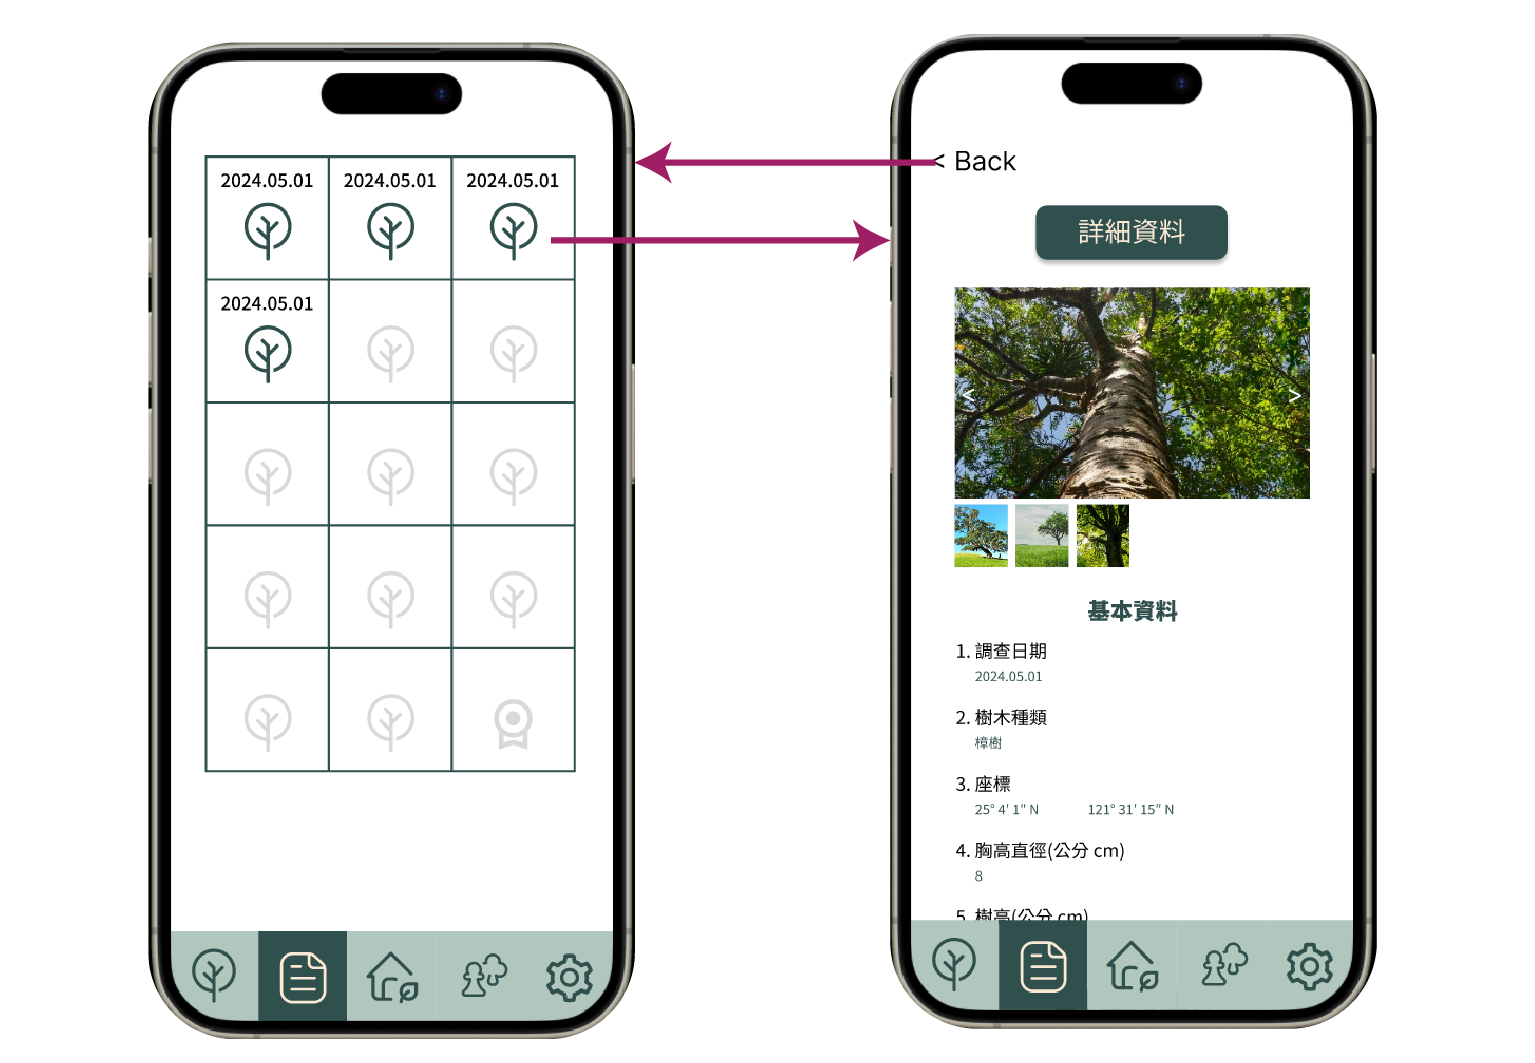 2024.05.01 2024.05.01 2024.05.01
2024.05.01
< Back
詳細資料
< >
基本資料
1. 調查日期
2024.05.01
2. 樹木種類
樟樹
3. 座標
25° 4' 1" N 121° 31' 15" N
4. 胸高直徑(公分 cm)
8
5. 樹高(公分 cm)